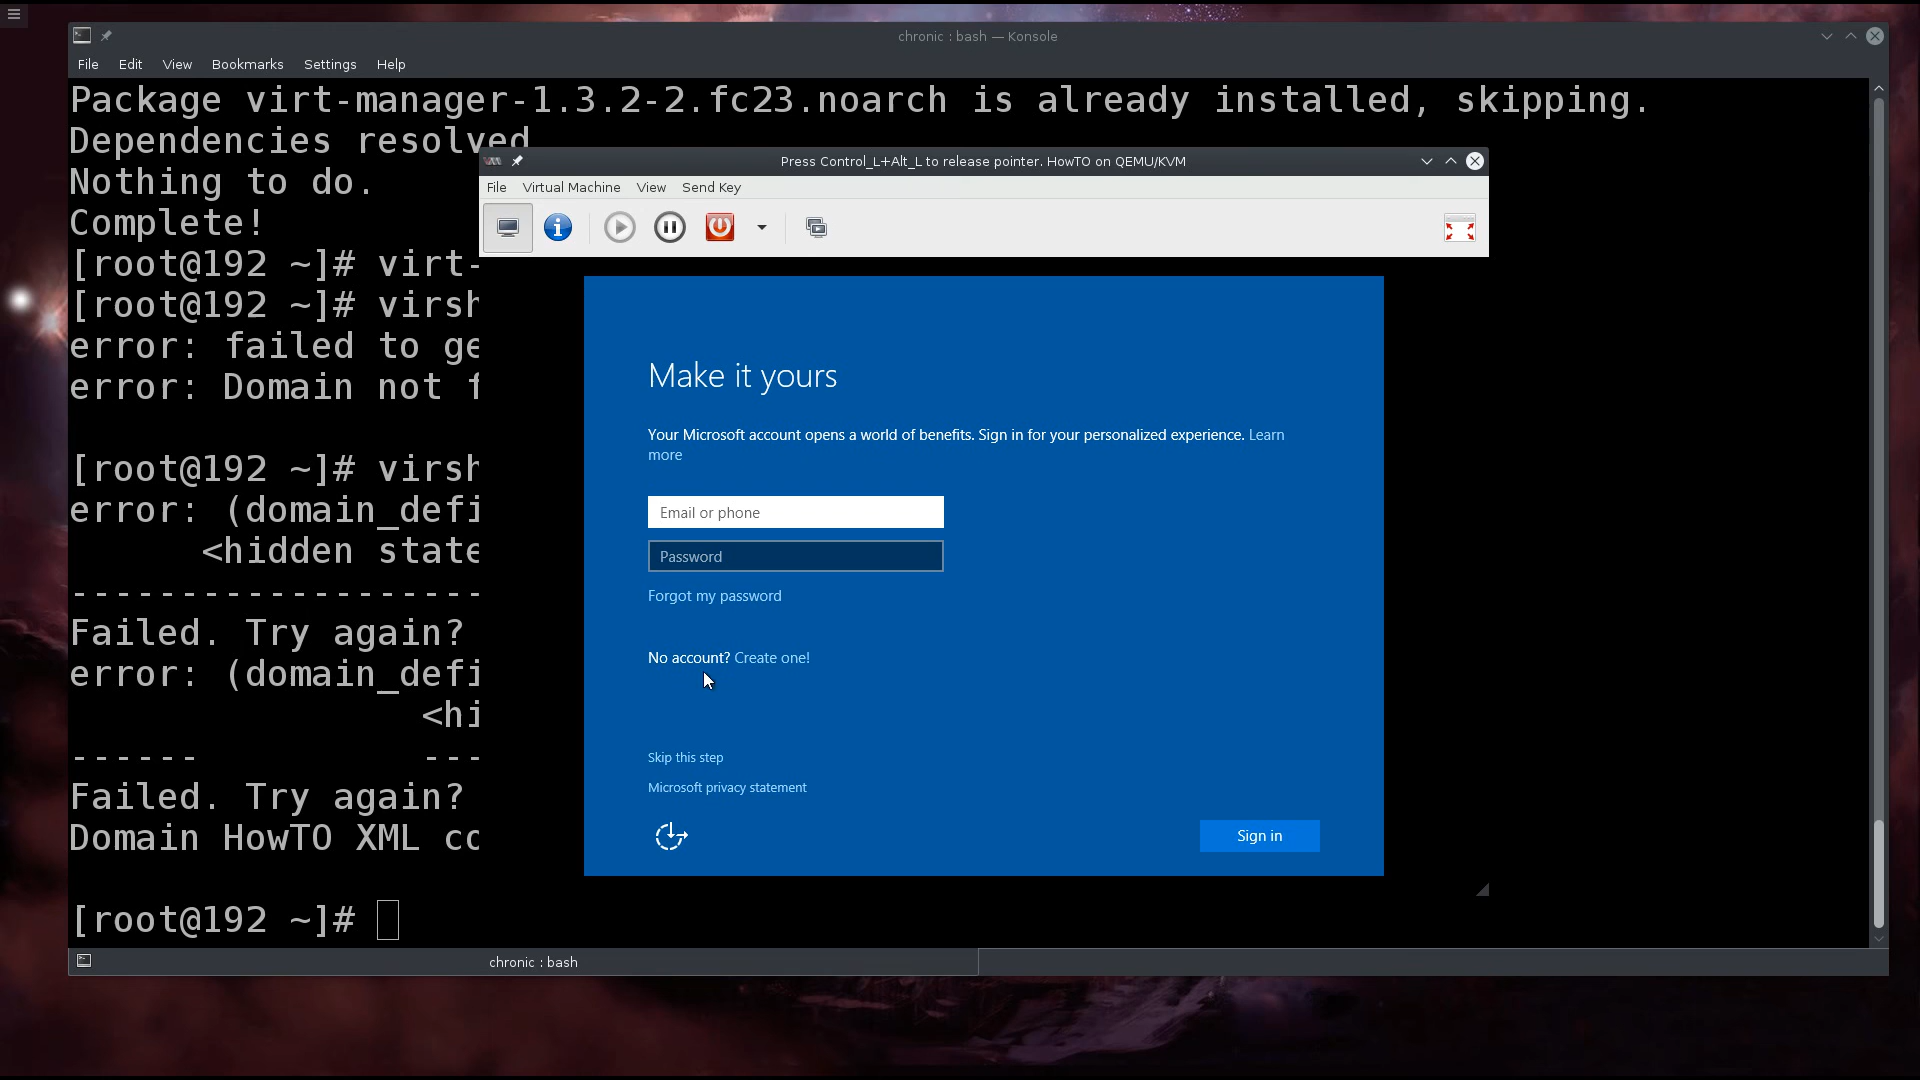 chronic : bash — Konsole
File Edit View Bookmarks Settings Help
Package virt-manager-1.3.2-2.fc23.noarch is already installed, skipping.
Dependencies resolved
Nothing to do.
Complete!
[root@192 ~]# virt-
[root@192 ~]# virsh
error: failed to ge
error: Domain not f
[root@192 ~]# virsh
error: (domain_defi
<hidden state
--------------------
Failed. Try again?
error: (domain_defi
<hi
------ ---
Failed. Try again?
Domain HowTO XML co
[root@192 ~]#
chronic : bash
Press Control_L+Alt_L to release pointer. HowTO on QEMU/KVM
File Virtual Machine View Send Key
Make it yours
Your Microsoft account opens a world of benefits. Sign in for your personalized experience. Learn
more
Email or phone
Password
Forgot my password
No account? Create one!
Skip this step
Microsoft privacy statement
Sign in